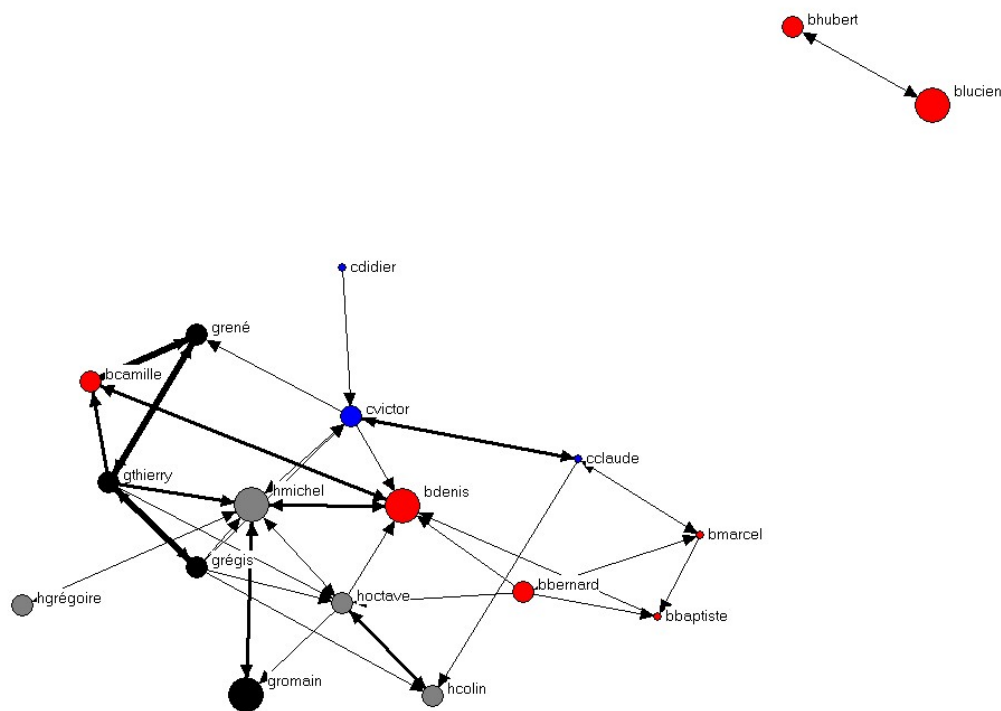 bhubert
blucien
cdidier
grené
bcamille
cvictor
cclaude
gthierry
hmichel
bdenis
bmarcel
grégis
bbernard
hgrégoire
hoctave
bbaptiste
gromain
hcolin